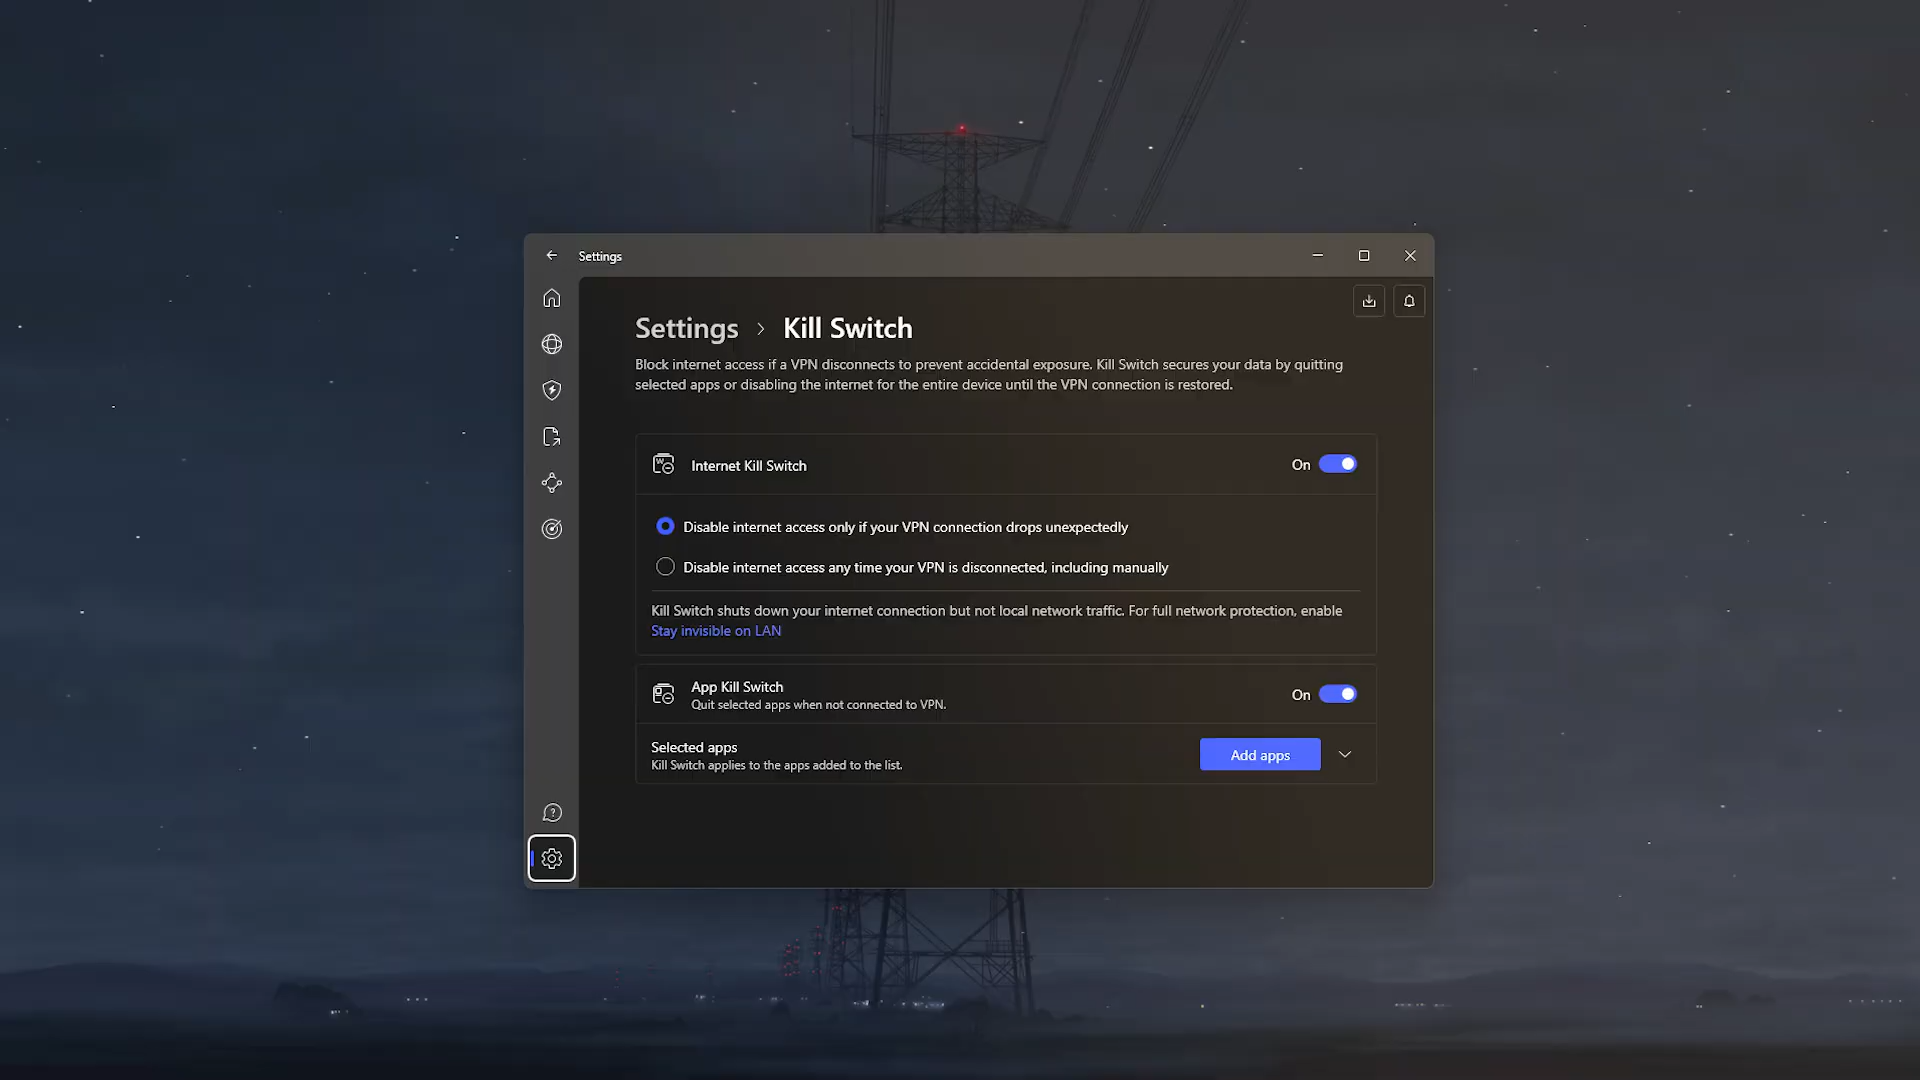 Settings
Settings > Kill Switch
Block internet access if a VPN disconnects to prevent accidental exposure. Kill Switch secures your data by quitting
selected apps or disabling the internet for the entire device until the VPN connection is restored.
Internet Kill Switch
On
Disable internet access only if your VPN connection drops unexpectedly
Disable internet access any time your VPN is disconnected, including manually
Kill Switch shuts down your internet connection but not local network traffic. For full network protection, enable
Stay invisible on LAN
App Kill Switch
Quit selected apps when not connected to VPN.
On
Selected apps
Kill Switch applies to the apps added to the list.
Add apps